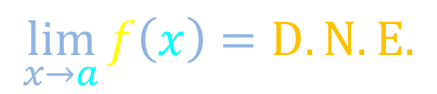 lim f(x) = D.N.E.
x→a